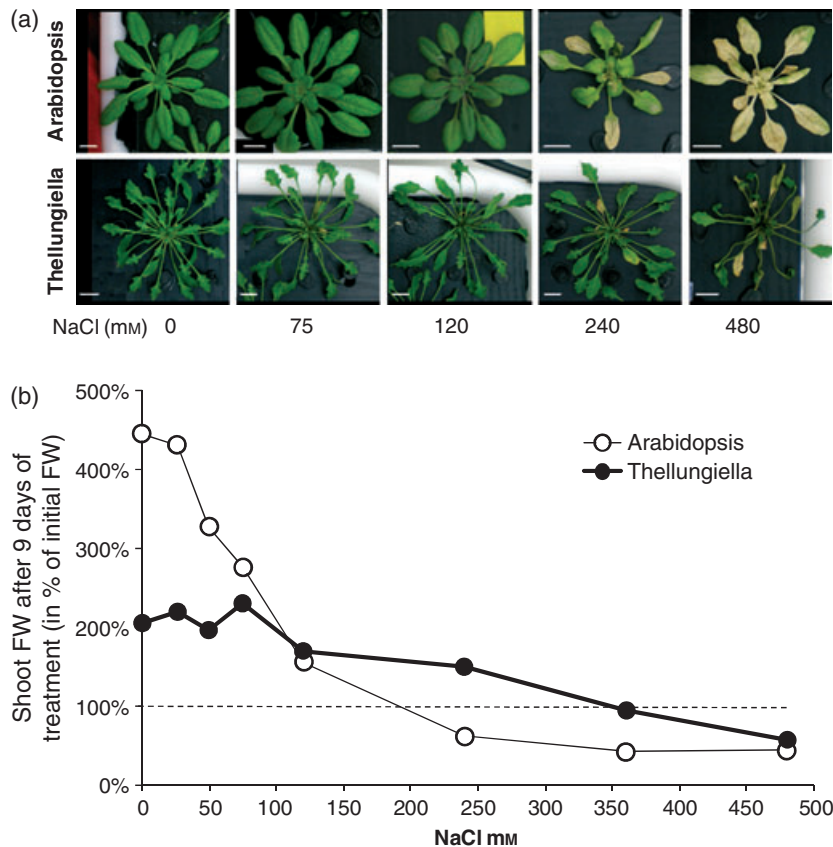 (a)
Arabidopsis
Thellungiella
NaCl (mM) 0 75 120 240 480
(b)
500%
400%
300%
200%
100%
0%
Shoot FW after 9 days of
treatment (in % of initial FW)
Arabidopsis
Thellungiella
0 50 100 150 200 250 300 350 400 450 500
NaCl mM